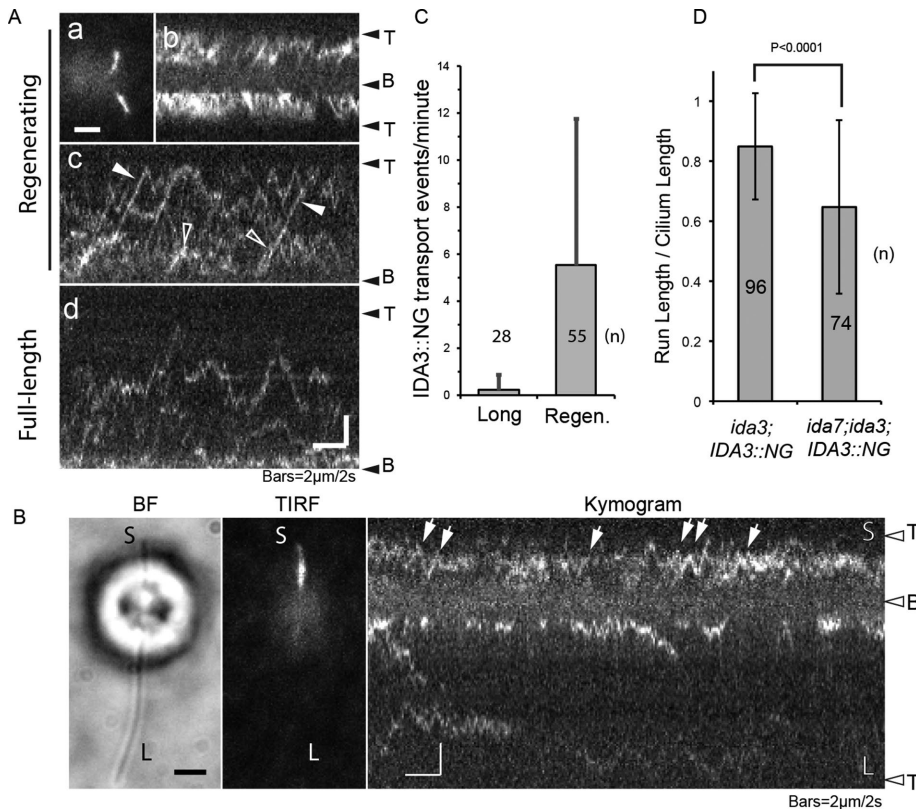 A
Regenerating
a
b
T
B
T
c
T
B
Full-length
d
T
B
Bars=2µm/2s
C
IDA3::NG transport events/minute
14
12
10
8
6
4
2
0
28
55
(n)
Long
Regen.
D
P<0.0001
Run Length / Cilium Length
1
0.8
0.6
0.4
0.2
0
96
74
(n)
ida3;
IDA3::NG
ida7;ida3;
IDA3::NG
B
BF
TIRF
Kymogram
S
L
S
L
S
T
B
L
T
Bars=2µm/2s